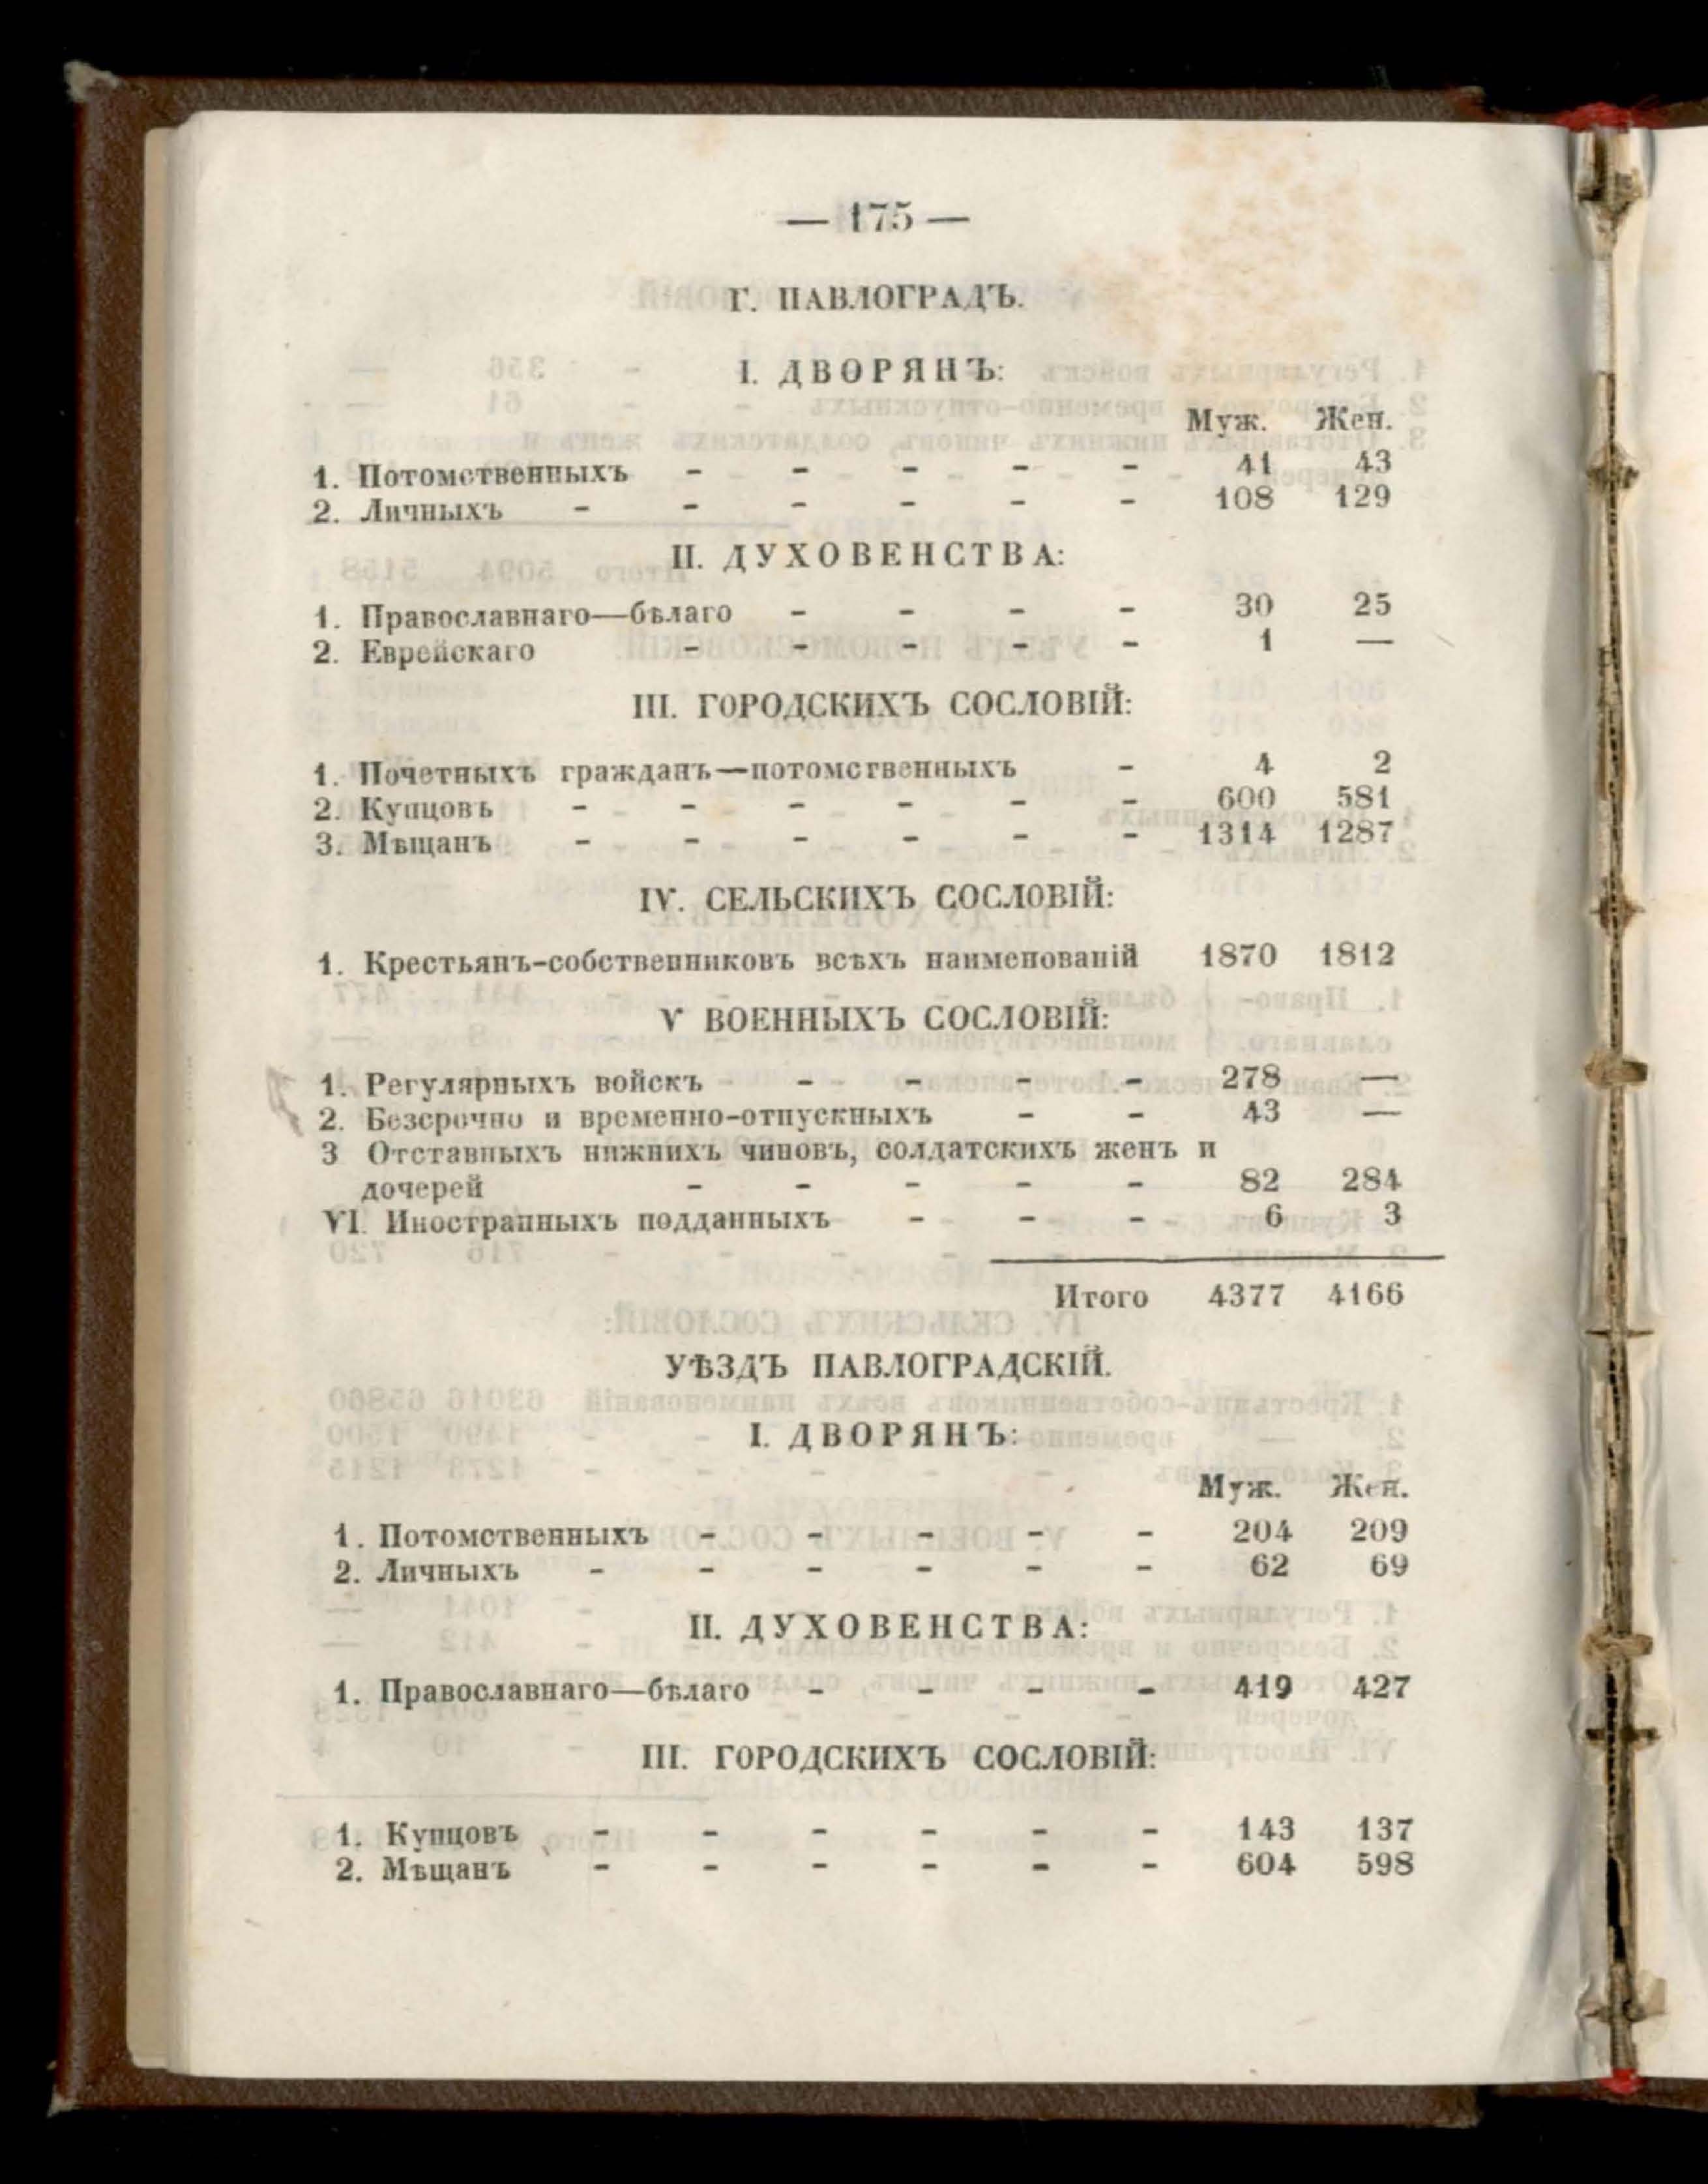 — 175 —
Г. ПАВЛОГРАДЪ.
I. ДВОРЯНЪ:
Муж. Жен.
1. Потомственныхъ - - - - - 41 43
2. Личныхъ - - - - - - 108 129
II. ДУХОВЕНСТВА:
1. Православнаго—бѣлаго - - - - 30 25
2. Еврейскаго - - - - - 1 —
III. ГОРОДСКИХЪ СОСЛОВІЙ:
1. Почетныхъ гражданъ—потомственныхъ - 4 2
2. Купцовъ - - - - - - 600 581
3. Мѣщанъ - - - - - - 1314 1287
IV. СЕЛЬСКИХЪ СОСЛОВІЙ:
1. Крестьянъ-собственниковъ всѣхъ наименованій 1870 1812
V ВОЕННЫХЪ СОСЛОВІЙ:
1. Регулярныхъ войскъ - - - - 278 —
2. Безсрочно и временно-отпускныхъ - - 43 —
3 Отставныхъ нижнихъ чиновъ, солдатскихъ женъ и
дочерей - - - - - 82 284
VI. Иностранныхъ подданныхъ - - - 6 3
Итого 4377 4166
УѢЗДЪ ПАВЛОГРАДСКІЙ.
I. ДВОРЯНЪ:
Муж. Жен.
1. Потомственныхъ - - - - - 204 209
2. Личныхъ - - - - - - 62 69
II. ДУХОВЕНСТВА:
1. Православнаго—бѣлаго - - - - 419 427
III. ГОРОДСКИХЪ СОСЛОВІЙ:
1. Купцовъ - - - - - - 143 137
2. Мѣщанъ - - - - - - 604 598